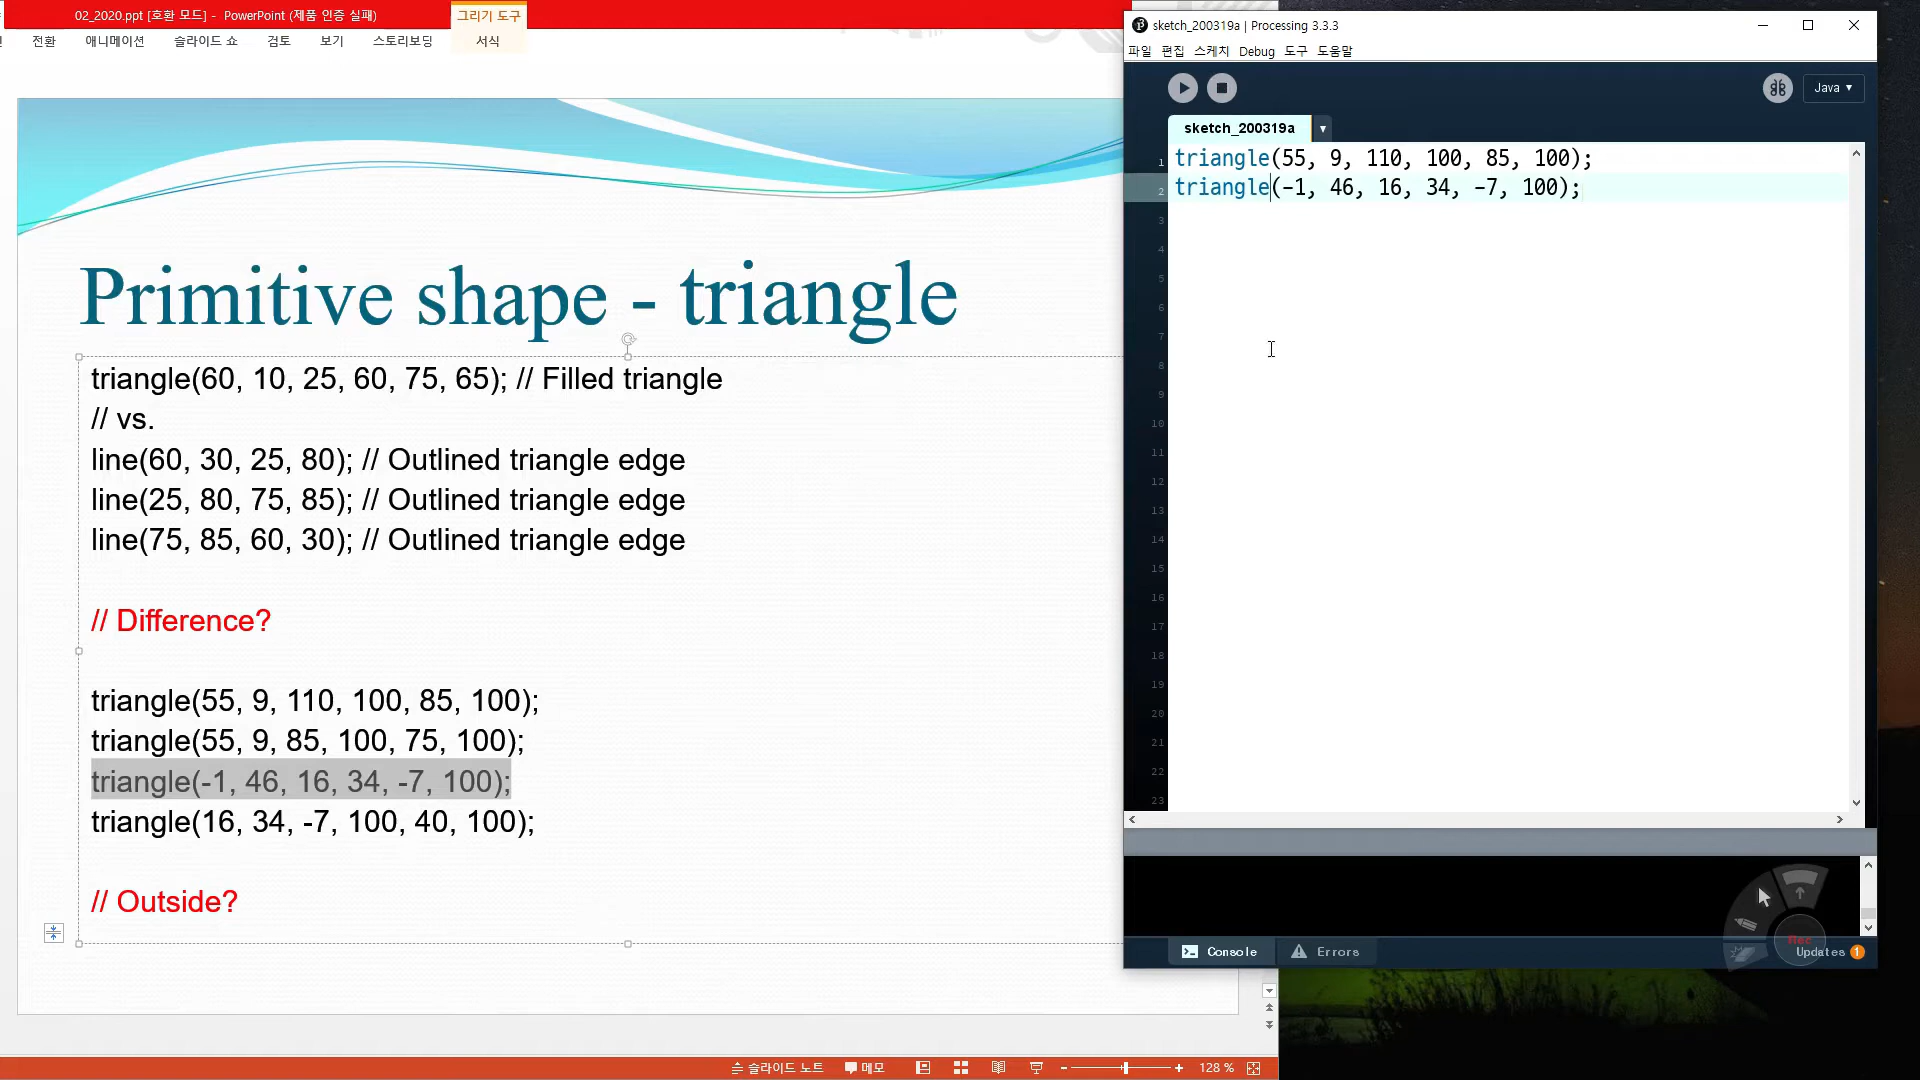 02_2020.ppt [호환 모드] - PowerPoint (제품 인증 실패)
그리기 도구
전환
애니메이션
슬라이드 쇼
검토
보기
스토리보딩
서식
Primitive shape - triangle
triangle(60, 10, 25, 60, 75, 65); // Filled triangle
// vs.
line(60, 30, 25, 80); // Outlined triangle edge
line(25, 80, 75, 85); // Outlined triangle edge
line(75, 85, 60, 30); // Outlined triangle edge
// Difference?
triangle(55, 9, 110, 100, 85, 100);
triangle(55, 9, 85, 100, 75, 100);
triangle(-1, 46, 16, 34, -7, 100);
triangle(16, 34, -7, 100, 40, 100);
// Outside?
슬라이드 노트
메모
128 %
sketch_200319a | Processing 3.3.3
파일 편집 스케치 Debug 도구 도움말
Java ▾
sketch_200319a
1 triangle(55, 9, 110, 100, 85, 100);
2 triangle(-1, 46, 16, 34, -7, 100);
3
4
5
6
7
8
9
10
11
12
13
14
15
16
17
18
19
20
21
22
23
Console
Errors
Rec
Updates 1